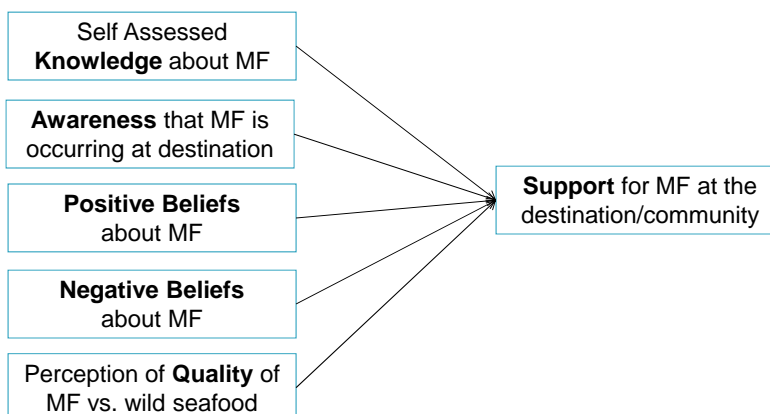 Self Assessed
Knowledge about MF
Awareness that MF is
occurring at destination
Positive Beliefs
about MF
Negative Beliefs
about MF
Perception of Quality of
MF vs. wild seafood
Support for MF at the
destination/community